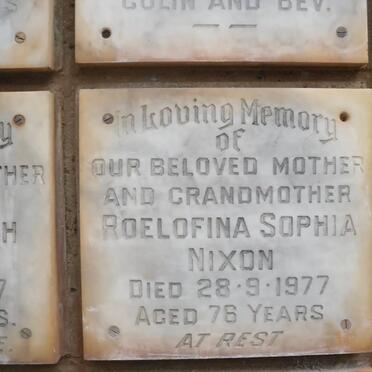 COLIN AND BEV.
In Loving Memory
of
OUR BELOVED MOTHER
AND GRANDMOTHER
ROELOFINA SOPHIA
NIXON
DIED 28·9·1977
AGED 76 YEARS
AT REST